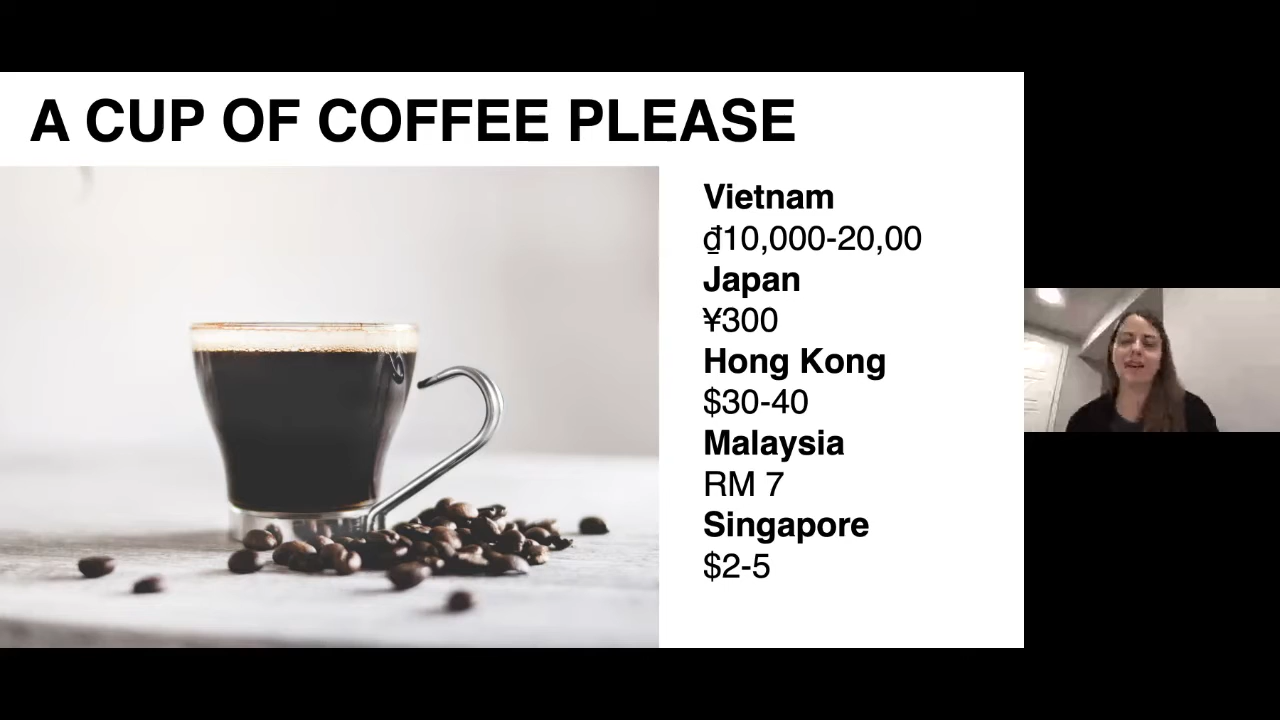 A CUP OF COFFEE PLEASE
Vietnam
₫10,000-20,00
Japan
¥300
Hong Kong
$30-40
Malaysia
RM 7
Singapore
$2-5